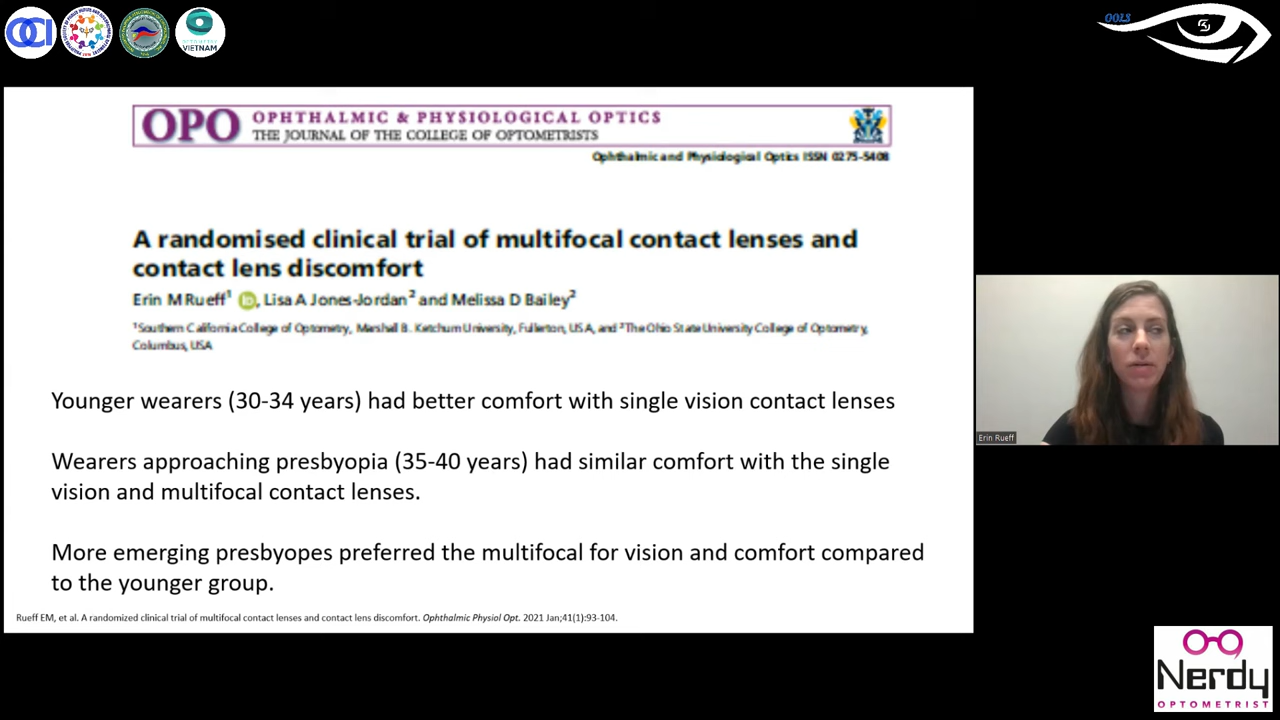 OCI
OPTOMETRY
VIETNAM
OOLS
OPO OPHTHALMIC & PHYSIOLOGICAL OPTICS
THE JOURNAL OF THE COLLEGE OF OPTOMETRISTS
Ophthalmic and Physiological Optics ISSN 0275-5408
A randomised clinical trial of multifocal contact lenses and
contact lens discomfort
Erin M Rueff¹ iD, Lisa A Jones-Jordan² and Melissa D Bailey²
¹Southern California College of Optometry, Marshall B. Ketchum University, Fullerton, USA, and ²The Ohio State University College of Optometry,
Columbus, USA
Younger wearers (30-34 years) had better comfort with single vision contact lenses
Wearers approaching presbyopia (35-40 years) had similar comfort with the single
vision and multifocal contact lenses.
More emerging presbyopes preferred the multifocal for vision and comfort compared
to the younger group.
Rueff EM, et al. A randomized clinical trial of multifocal contact lenses and contact lens discomfort. Ophthalmic Physiol Opt. 2021 Jan;41(1):93-104.
Erin Rueff
Nerdy
OPTOMETRIST